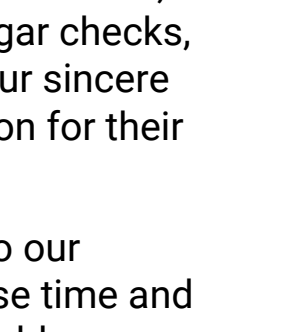 gar checks,
ur sincere
on for their
o our
se time and